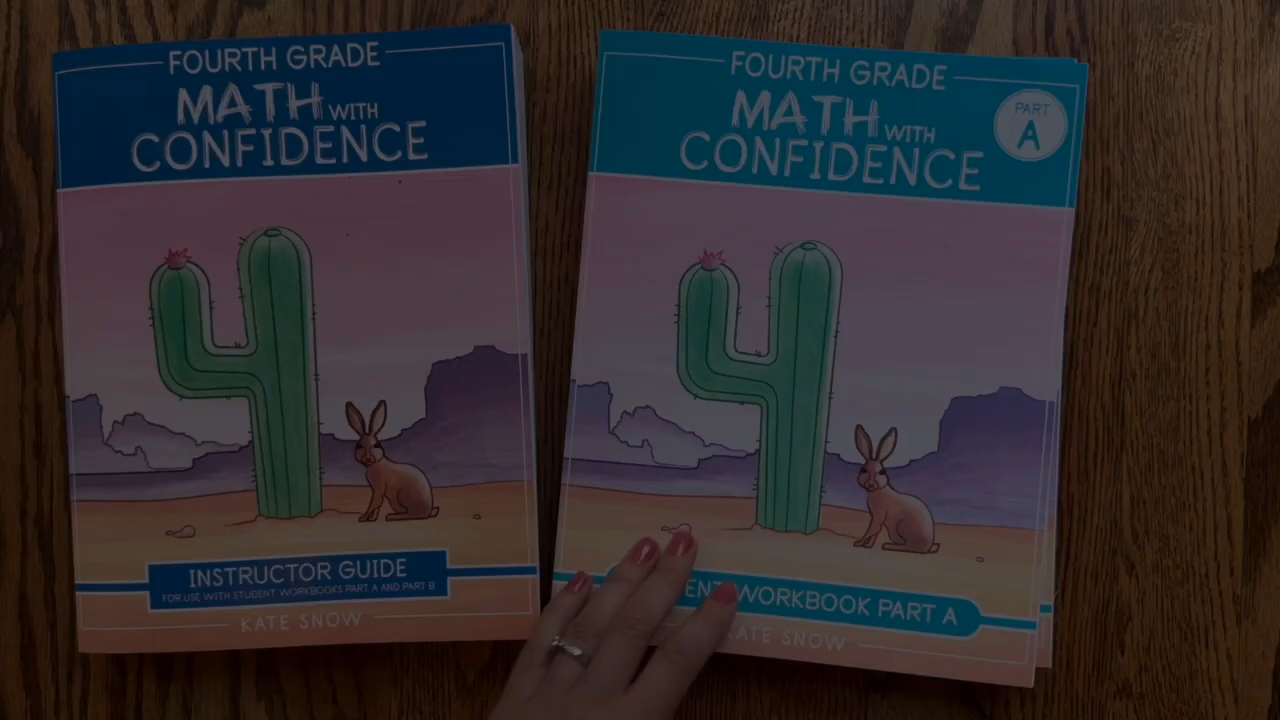 FOURTH GRADE
MATH WITH
CONFIDENCE
INSTRUCTOR GUIDE
FOR USE WITH STUDENT WORKBOOKS PART A AND PART B
KATE SNOW
FOURTH GRADE
MATH WITH
CONFIDENCE
PART
A
WORKBOOK PART A
KATE SNOW